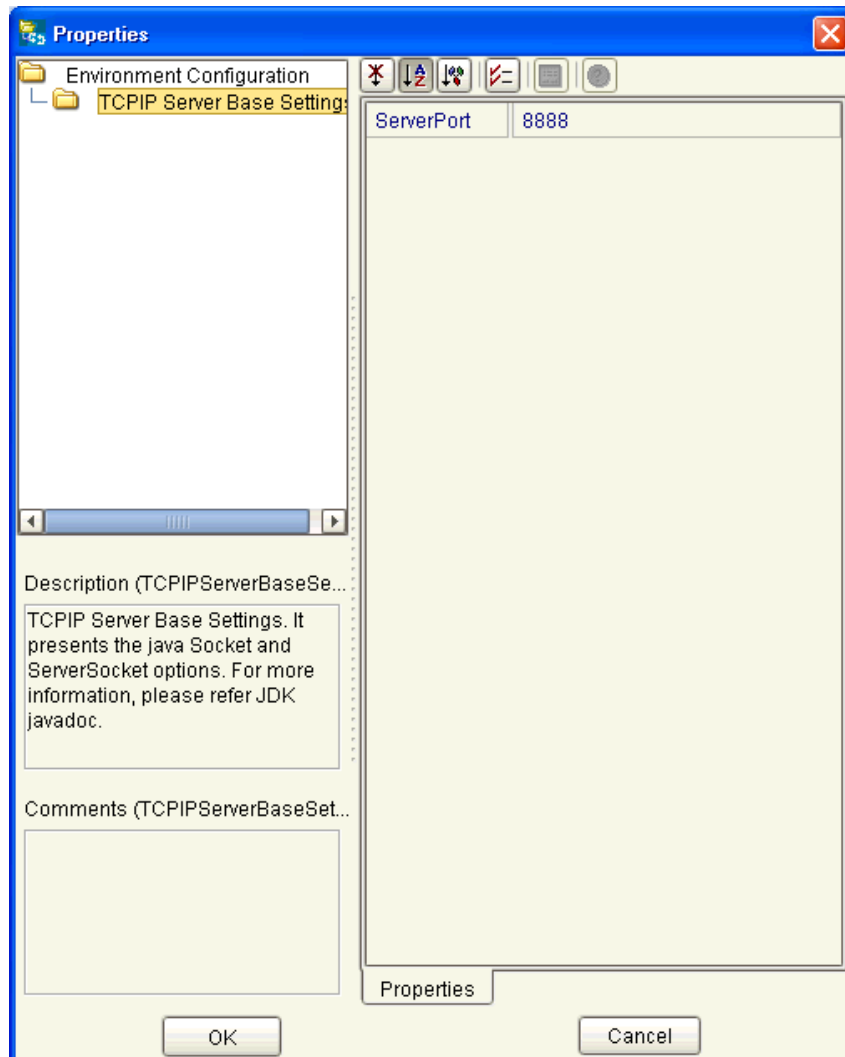 Properties
Environment Configuration
TCPIP Server Base Settings
ServerPort 8888
Description (TCPIPServerBaseSe...
TCPIP Server Base Settings. It
presents the java Socket and
ServerSocket options. For more
information, please refer JDK
javadoc.
Comments (TCPIPServerBaseSet...
Properties
OK Cancel